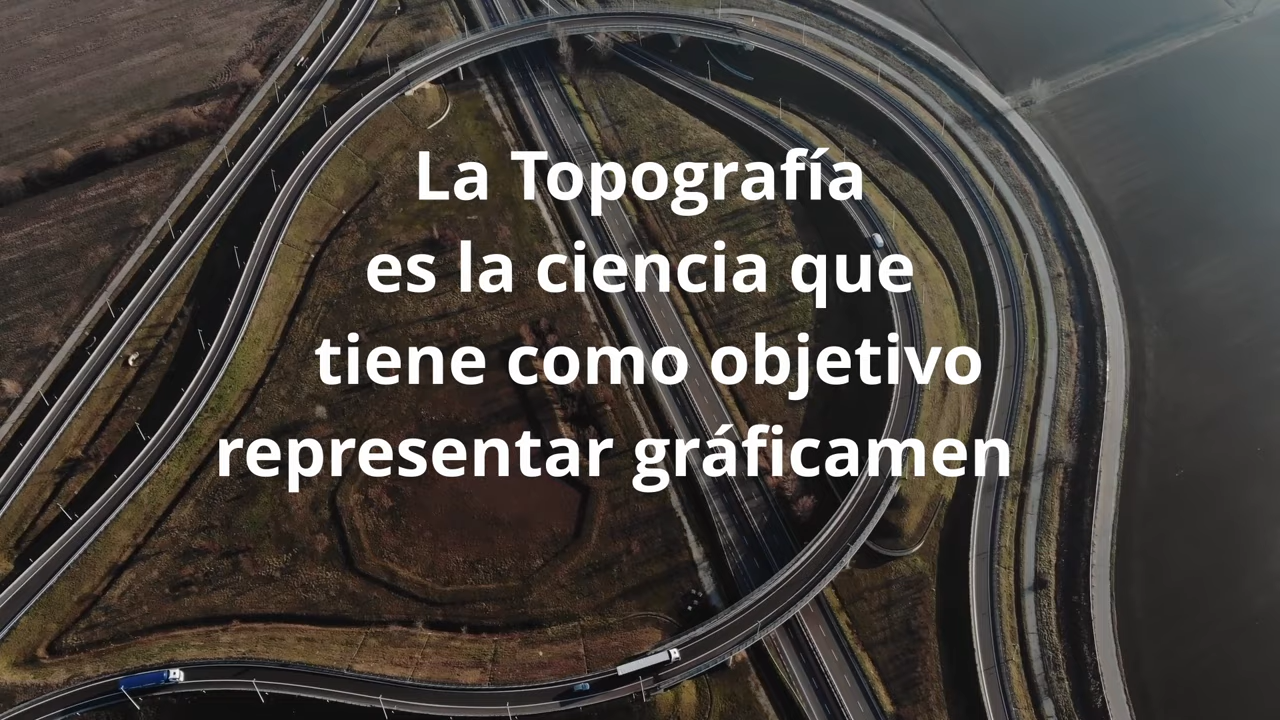 La Topografía
es la ciencia que
tiene como objetivo
representar gráficamen